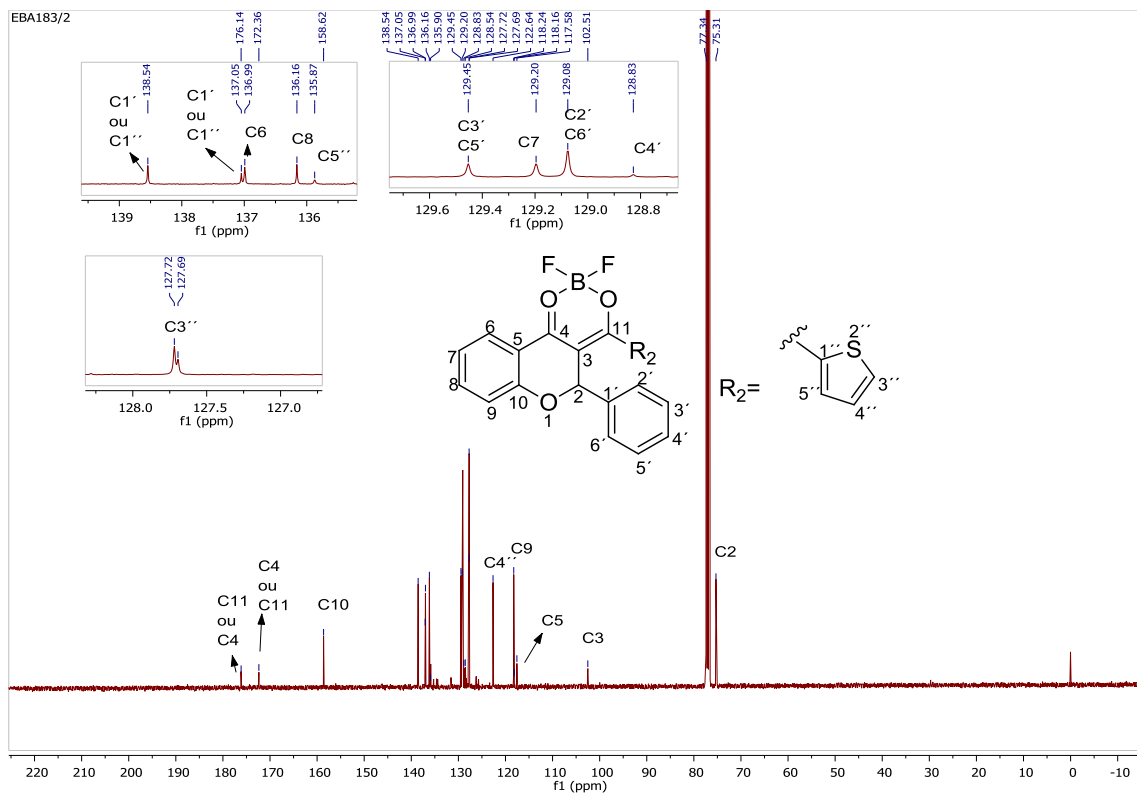 EBA183/2
176.14
172.36
158.62
138.54
137.05
136.99
136.16
135.90
129.45
129.20
128.83
128.54
127.72
127.69
122.64
118.24
118.16
117.58
102.51
77.34
75.31
138.54
137.05
136.99
136.16
135.87
C1´
ou
C1´´
C1´
ou
C1´´
C6
C8
C5´´
139 138 137 136
f1 (ppm)
129.45
129.20
129.08
128.83
C3´
C5´
C7
C2´
C6´
C4´
129.6 129.4 129.2 129.0 128.8
f1 (ppm)
127.72
127.69
C3´´
128.0 127.5 127.0
f1 (ppm)
F F
B
O O
6 5 4 3 11
R2
7 8 9 10
O
1
2
1´ 2´ 3´ 4´ 5´ 6´
R2=
1´´ S 2´´
3´´
4´´
5´´
C11
ou
C4
C4
ou
C11
C10
C4´´
C9
C5
C3
C2
220 210 200 190 180 170 160 150 140 130 120 110 100 90 80 70 60 50 40 30 20 10 0 -10
f1 (ppm)